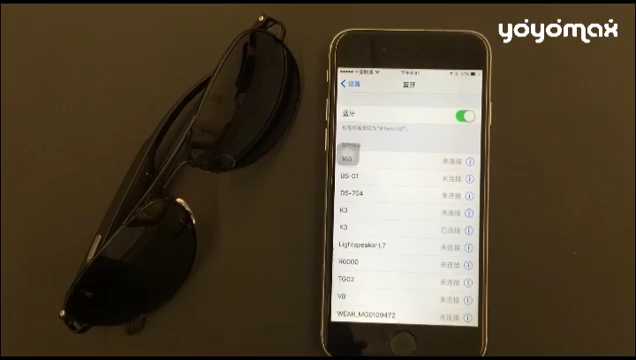 yoyomax
设置
蓝牙
蓝牙
168 未连接
BS-01 未连接
DS-704 未连接
K3 未连接
K3 已连接
Lightspeaker L7 未连接
R6000 未连接
TG02 未连接
V8 未连接
WEAR_MG0109472 未连接